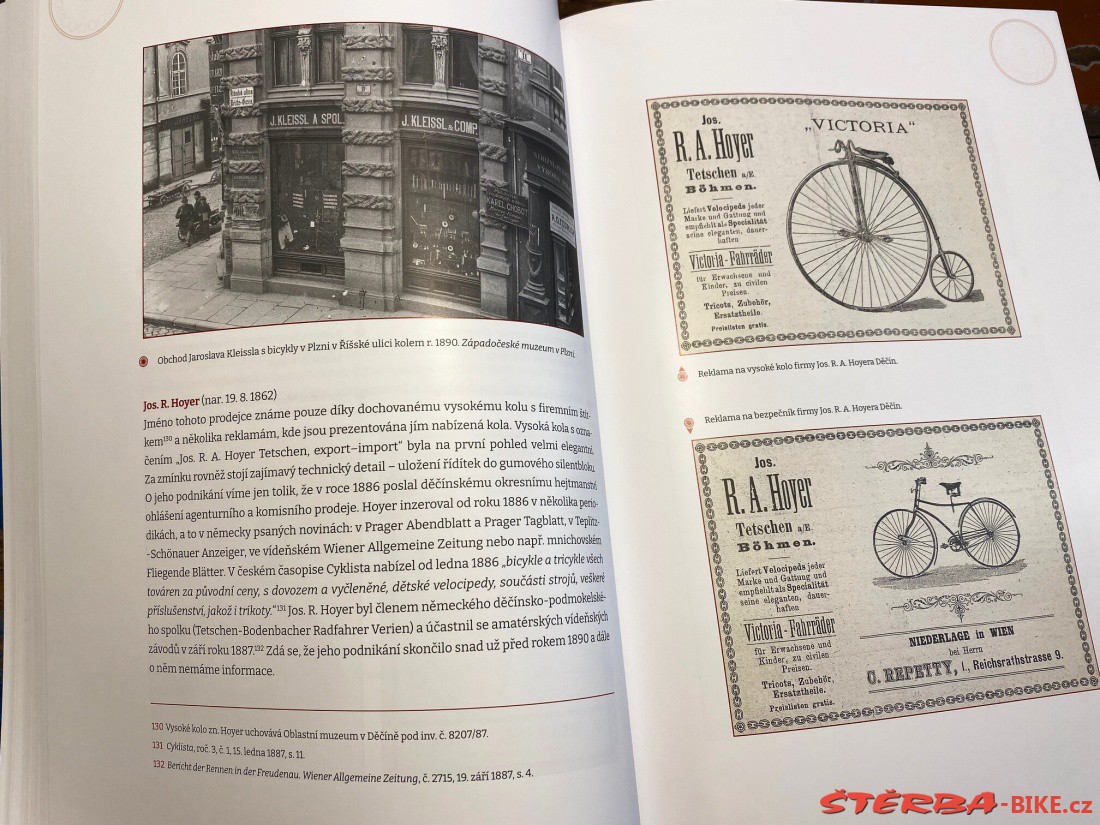 J. KLEISSL A SPOL.
J. KLEISSL & COMP.
KAREL CHOBOT
Obchod Jaroslava Kleissla s bicykly v Plzni v Říšské ulici kolem r. 1890. Západočeské muzeum v Plzni.
Jos. R. Hoyer (nar. 19. 8. 1862)
Jméno tohoto prodejce známe pouze díky dochovanému vysokému kolu s firemním štít-
kem130 a několika reklamám, kde jsou prezentována jím nabízená kola. Vysoká kola s ozna-
čením „Jos. R. A. Hoyer Tetschen, export–import“ byla na první pohled velmi elegantní.
Za zmínku rovněž stojí zajímavý technický detail – uložení řídítek do gumového silentbloku.
O jeho podnikání víme jen tolik, že v roce 1886 poslal děčínskému okresnímu hejtmanství
ohlášení agenturního a komisního prodeje. Hoyer inzeroval od roku 1886 v několika perio-
dikách, a to v německy psaných novinách: v Prager Abendblatt a Prager Tagblatt, v Teplitz-
-Schönauer Anzeiger, ve vídeňském Wiener Allgemeine Zeitung nebo např. mnichovském
Fliegende Blätter. V českém časopise Cyklista nabízel od ledna 1886 „bicykle a tricykle všech
továren za původní ceny, s dovozem a vyčleněné, dětské velocipedy, součásti strojů, veškeré
příslušenství, jakož i trikoty.“131 Jos. R. Hoyer byl členem německého děčínsko-podmokelské-
ho spolku (Tetschen-Bodenbacher Radfahrer Verien) a účastnil se amatérských vídeňských
závodů v září roku 1887.132 Zdá se, že jeho podnikání skončilo snad už před rokem 1890 a dále
o něm nemáme informace.
130 Vysoké kolo zn. Hoyer uchovává Oblastní muzeum v Děčíně pod inv. č. 8207/87.
131 Cyklista, roč. 3, č. 1, 15. ledna 1887, s. 11.
132 Bericht der Rennen in der Freudenau. Wiener Allgemeine Zeitung, č. 2715, 19. září 1887, s. 4.
Jos.
R. A. Hoyer
Tetschen a/E.
Böhmen.
Liefert Velocipeds jeder
Marke und Gattung und
empfiehlt als Specialität
seine eleganten, dauer-
haften
Victoria-Fahrräder
für Erwachsene und
Kinder, zu civilen
Preisen.
Tricots, Zubehör,
Ersatztheile.
Preislisten gratis.
„VICTORIA“
Reklama na vysoké kolo firmy Jos. R. A. Hoyera Děčín.
Reklama na bezpečník firmy Jos. R. A. Hoyera Děčín.
Jos.
R. A. Hoyer
Tetschen a/E.
Böhmen.
Liefert Velocipeds jeder
Marke und Gattung und
empfiehlt als Specialität
seine eleganten, dauer-
haften
Victoria-Fahrräder
für Erwachsene und
Kinder, zu civilen
Preisen.
Tricots, Zubehör,
Ersatztheile.
Preislisten gratis.
NIEDERLAGE in WIEN
bei Herrn
C. REPETTY, I., Reichsrathstrasse 9.
ŠTĚRBA-BIKE.cz